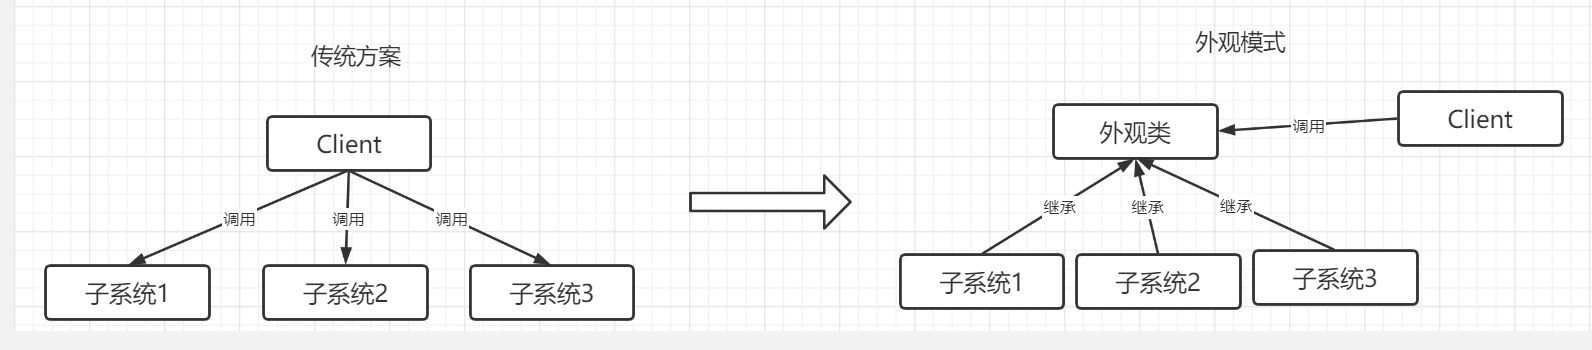 传统方案
Client
调用
调用
调用
子系统1
子系统2
子系统3
外观模式
外观类
调用
Client
继承
继承
继承
子系统1
子系统2
子系统3